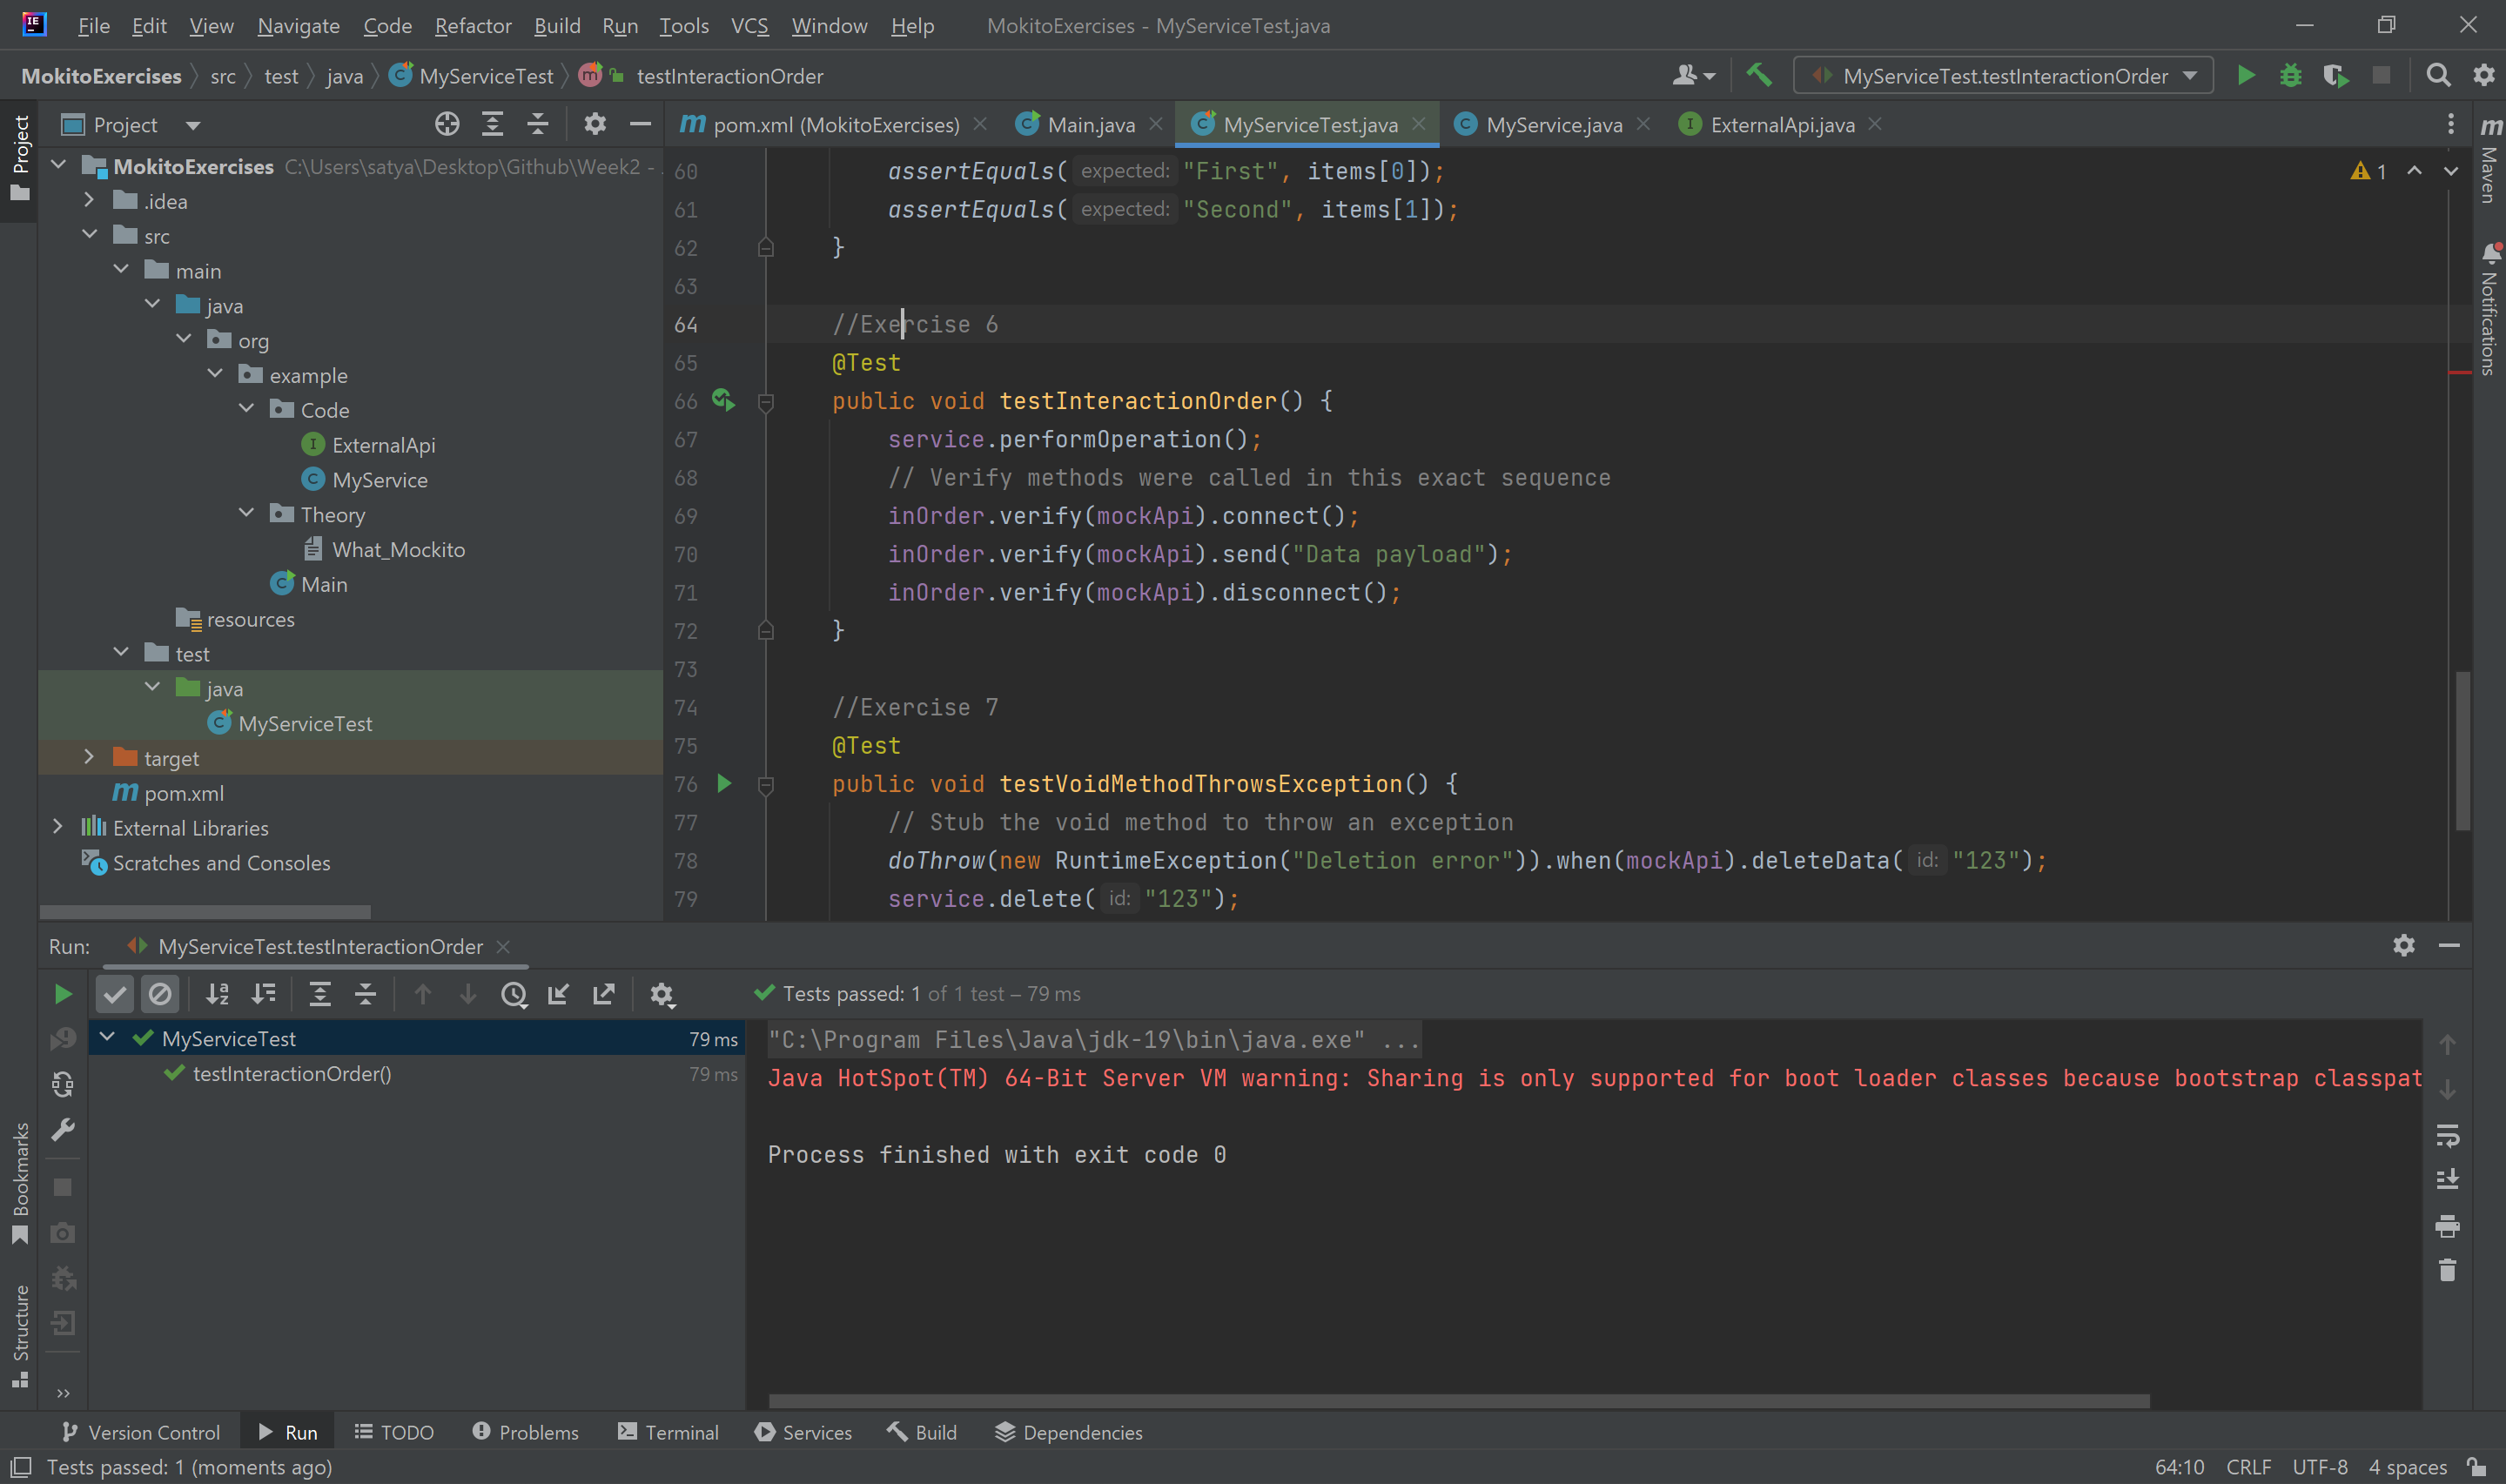 File Edit View Navigate Code Refactor Build Run Tools VCS Window Help MokitoExercises - MyServiceTest.java
MokitoExercises src test java MyServiceTest m testInteractionOrder MyServiceTest.testInteractionOrder
Project
Project
pom.xml (MokitoExercises) Main.java MyServiceTest.java MyService.java ExternalApi.java
MokitoExercises C:\Users\satya\Desktop\Github\Week2 -
.idea
src
main
java
org
example
Code
ExternalApi
MyService
Theory
What_Mockito
Main
resources
test
java
MyServiceTest
target
pom.xml
External Libraries
Scratches and Consoles
60 assertEquals( expected: "First", items[0]);
61 assertEquals( expected: "Second", items[1]);
62 }
63
64 //Exercise 6
65 @Test
66 public void testInteractionOrder() {
67 service.performOperation();
68 // Verify methods were called in this exact sequence
69 inOrder.verify(mockApi).connect();
70 inOrder.verify(mockApi).send("Data payload");
71 inOrder.verify(mockApi).disconnect();
72 }
73
74 //Exercise 7
75 @Test
76 public void testVoidMethodThrowsException() {
77 // Stub the void method to throw an exception
78 doThrow(new RuntimeException("Deletion error")).when(mockApi).deleteData( id: "123");
79 service.delete( id: "123");
1
Maven
Notifications
Run: MyServiceTest.testInteractionOrder
Tests passed: 1 of 1 test – 79 ms
MyServiceTest 79 ms
testInteractionOrder() 79 ms
"C:\Program Files\Java\jdk-19\bin\java.exe" ...
Java HotSpot(TM) 64-Bit Server VM warning: Sharing is only supported for boot loader classes because bootstrap classpat
Process finished with exit code 0
Bookmarks
Structure
Version Control Run TODO Problems Terminal Services Build Dependencies
Tests passed: 1 (moments ago) 64:10 CRLF UTF-8 4 spaces